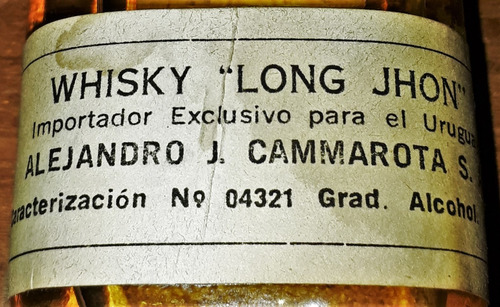 WHISKY "LONG JHON"
Importador Exclusivo para el Urugua
ALEJANDRO J. CAMMAROTA S.
aracterización Nº 04321 Grad. Alcohol.